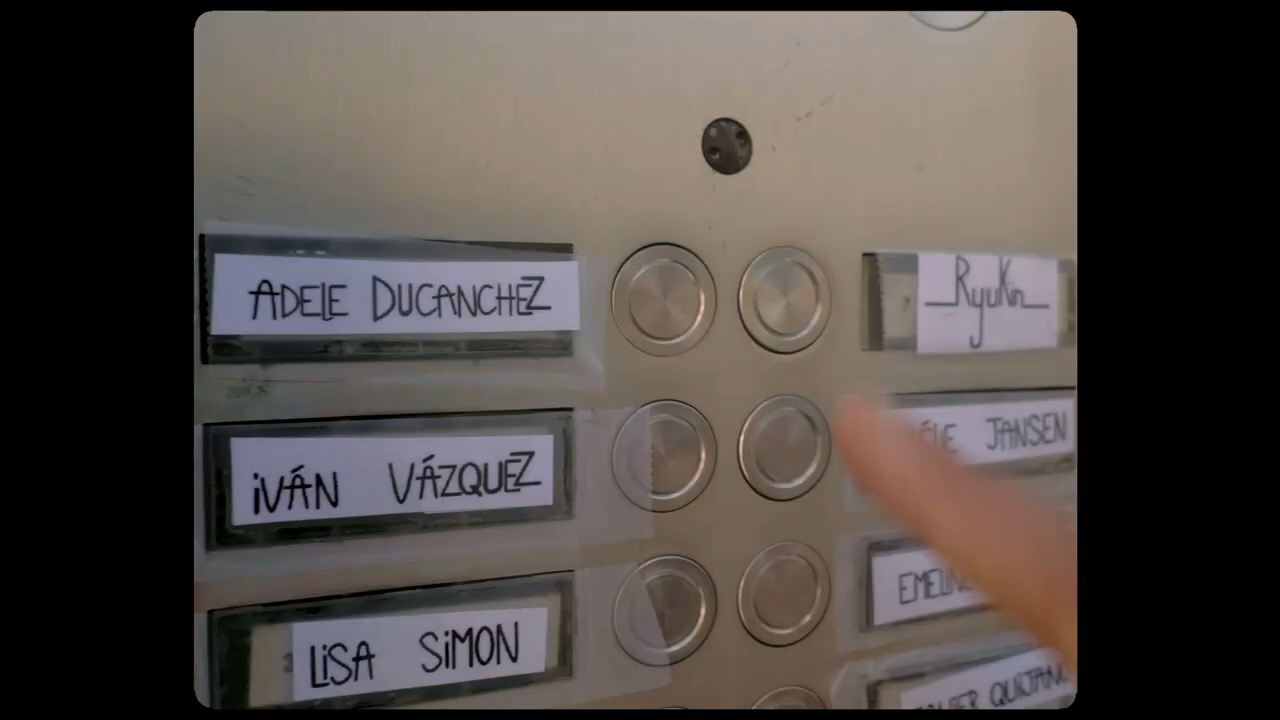 ADELE DUCANCHEZ
RyuKin
iVÁN VÁZQUEZ
JANSEN
LiSA SiMON